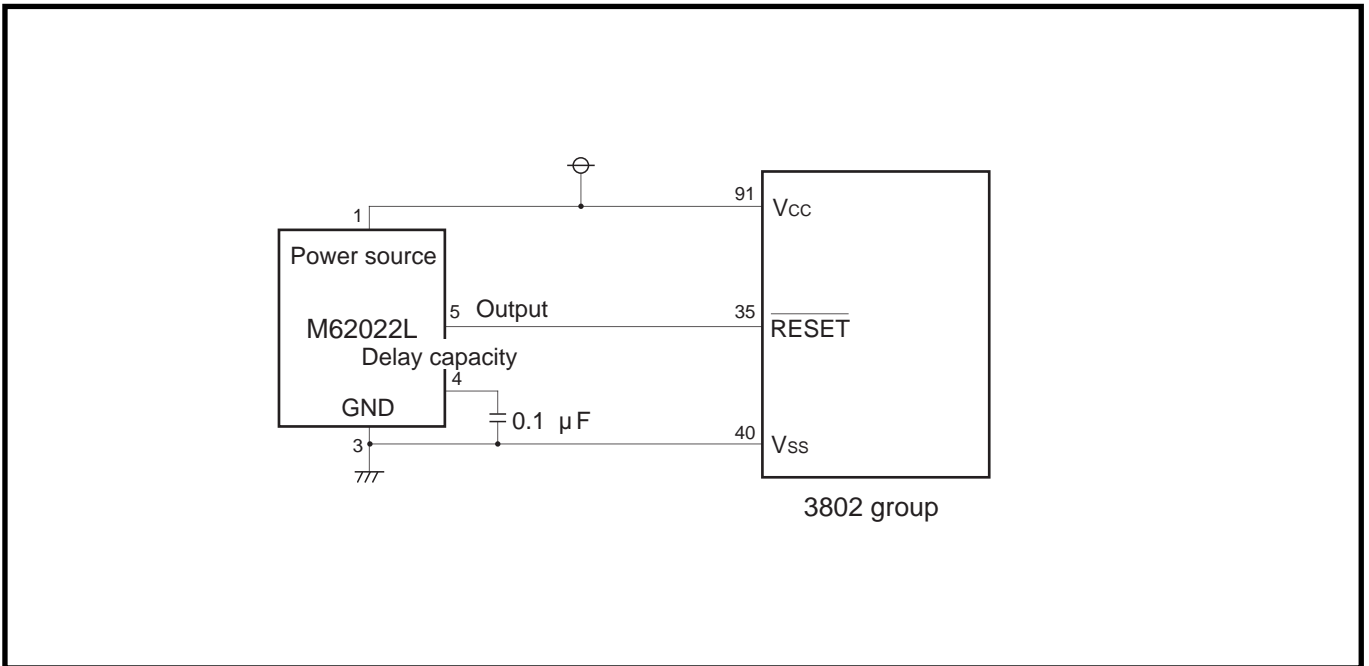 91
VCC
1
Power source
5 Output
35
RESET
M62022L
Delay capacity
4
GND
0.1 μF
3
40
VSS
3802 group